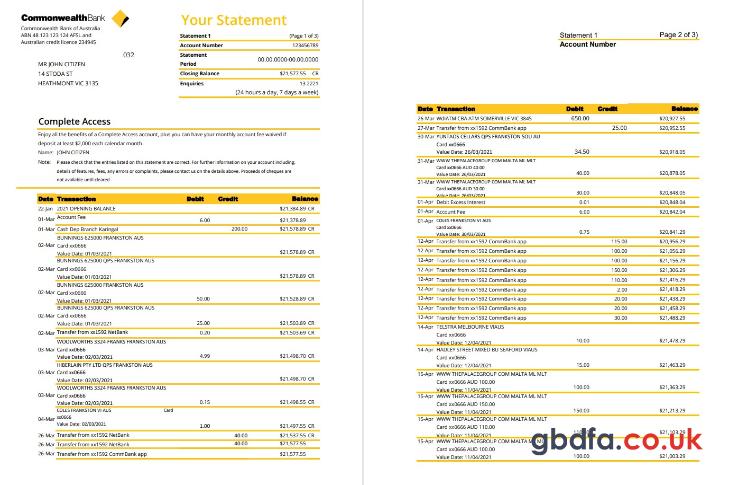 CommonwealthBank
Commonwealth Bank of Australia
ABN 48 123 123 124 AFSL and
Australian credit licence 234945
032
MR JOHN CITIZEN
14 STODA ST
HEATHMONT VIC 3135
Your Statement
Statement 1 (Page 1 of 3)
Account Number 123456789
Statement Period 00.00.0000-00.00.0000
Closing Balance $21,577.55 CR
Enquiries 13 2221
(24 hours a day, 7 days a week)
Complete Access
Enjoy all the benefits of a Complete Access account, plus you can have your monthly account fee waived if
deposit at least $2,000 each calendar month.
Name: JOHN CITIZEN
Note: Please check that the entries listed on this statement are correct. For further information on your account including,
details of features, fees, any errors or complaints, please contact us on the details above. Proceeds of cheques are
not available until cleared
Date Transaction Debit Credit Balance
22-Jan 2021 OPENING BALANCE $21,384.89 CR
01-Mar Account Fee 6.00 $21,378.89
01-Mar Cash Dep Branch Karingal 200.00 $21,578.89 CR
BUNNINGS 625000 FRANKSTON AUS
02-Mar Card xx0666
Value Date: 01/03/2021 $21,578.89 CR
BUNNINGS 625000 QPS FRANKSTON AUS
02-Mar Card xx0666
Value Date: 01/03/2021 $21,578.89 CR
BUNNINGS 625000 FRANKSTON AUS
02-Mar Card xx0666
Value Date: 01/03/2021 50.00 $21,528.89 CR
BUNNINGS 625000 QPS FRANKSTON AUS
02-Mar Card xx0666
Value Date: 01/03/2021 25.00 $21,503.89 CR
02-Mar Transfer from xx1592 NetBank 0.20 $21,503.69 CR
WOOLWORTHS 3324 FRANKS FRANKSTON AUS
03-Mar Card xx0666
Value Date: 02/03/2021 4.99 $21,498.70 CR
HIBERLAIN PTY LTD QPS FRANKSTON AUS
03-Mar Card xx0666
Value Date: 02/03/2021 $21,498.70 CR
WOOLWORTHS 3324 FRANKS FRANKSTON AUS
03-Mar Card xx0666
Value Date: 02/03/2021 0.15 $21,498.55 CR
COLES FRANKSTON VI AUS Card
04-Mar xx0666
Value Date: 02/03/2021 1.00 $21,497.55 CR
26-Mar Transfer from xx1592 NetBank 40.00 $21,537.55 CR
26-Mar Transfer from xx1592 NetBank 40.00 $21,577.55
26-Mar Transfer from xx1592 CommBank app $21,577.55
Statement 1 Page 2 of 3)
Account Number
Date Transaction Debit Credit Balance
26-Mar Wdl ATM CBA ATM SOMERVILLE VIC 3845 650.00 $20,927.55
27-Mar Transfer from xx1592 CommBank app 25.00 $20,952.55
30-Mar YUNTAOS CELLARS QPS FRANKSTON SOU AU
Card xx0666
Value Date: 26/03/2021 34.50 $20,918.05
31-Mar WWW THEPALACEGROUP COM MALTA ML MLT
Card xx0666 AUD 40.00
Value Date: 26/03/2021 40.00 $20,878.05
31-Mar WWW THEPALACEGROUP COM MALTA ML MLT
Card xx0666 AUD 30.00
Value Date: 26/03/2021 30.00 $20,848.05
01-Apr Debit: Excess Interest 0.01 $20,848.04
01-Apr Account Fee 6.00 $20,842.04
01-Apr COLES FRANKSTON VI AUS
Card xx0666
Value Date: 30/03/2021 0.75 $20,841.29
12-Apr Transfer from xx1592 CommBank app 115.00 $20,956.29
12-Apr Transfer from xx1592 CommBank app 100.00 $21,056.29
12-Apr Transfer from xx1592 CommBank app 100.00 $21,156.29
12-Apr Transfer from xx1592 CommBank app 150.00 $21,306.29
12-Apr Transfer from xx1592 CommBank app 110.00 $21,416.29
12-Apr Transfer from xx1592 CommBank app 2.00 $21,418.29
12-Apr Transfer from xx1592 CommBank app 20.00 $21,438.29
12-Apr Transfer from xx1592 CommBank app 20.00 $21,458.29
12-Apr Transfer from xx1592 CommBank app 30.00 $21,488.29
14-Apr TELSTRA MELBOURNE VIAUS
Card xx0666
Value Date: 12/04/2021 10.00 $21,478.29
14-Apr HADLEY STREET MIXED BU SEAFORD VIAUS
Card xx0666
Value Date: 12/04/2021 15.00 $21,463.29
15-Apr WWW THEPALACEGROUP COM MALTA ML MLT
Card xx0666 AUD 100.00
Value Date: 11/04/2021 100.00 $21,363.29
15-Apr WWW THEPALACEGROUP COM MALTA ML MLT
Card xx0666 AUD 150.00
Value Date: 11/04/2021 150.00 $21,213.29
15-Apr WWW THEPALACEGROUP COM MALTA ML MLT
Card xx0666 AUD 110.00
Value Date: 11/04/2021 $21,103.29
15-Apr WWW THEPALACEGROUP COM MALTA ML MLT
Card xx0666 AUD 100.00
Value Date: 11/04/2021 100.00 $21,003.29
gbdfa.co.uk